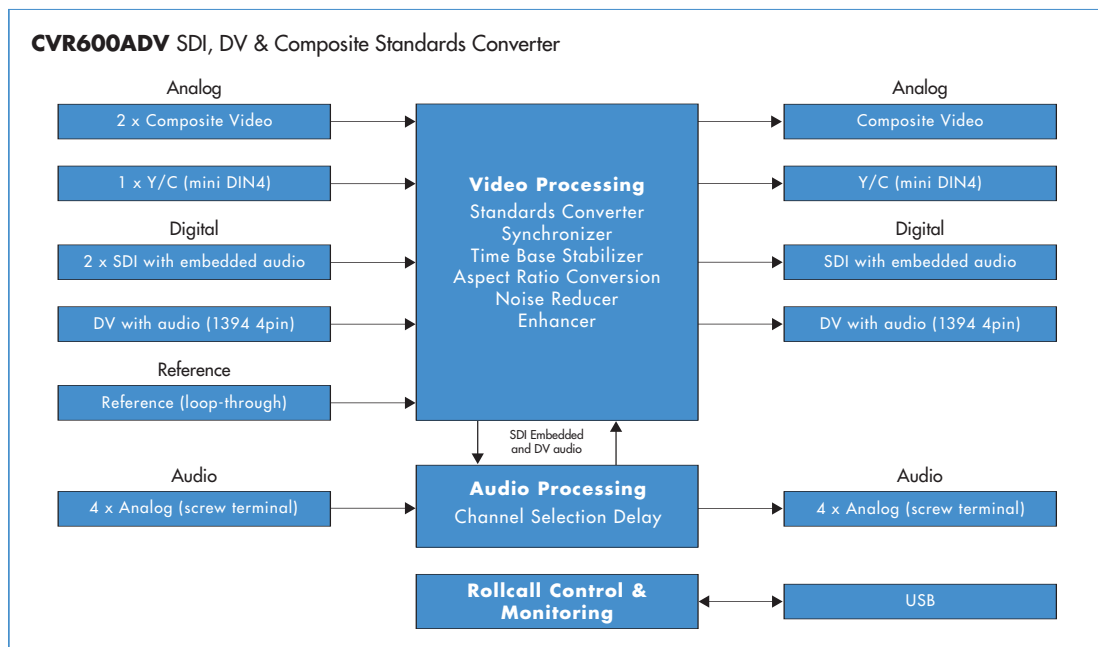 CVR600ADV SDI, DV & Composite Standards Converter
Analog
2 x Composite Video
1 x Y/C (mini DIN4)
Digital
2 x SDI with embedded audio
DV with audio (1394 4pin)
Reference
Reference (loop-through)
Audio
4 x Analog (screw terminal)
Video Processing
Standards Converter
Synchronizer
Time Base Stabilizer
Aspect Ratio Conversion
Noise Reducer
Enhancer
SDI Embedded
and DV audio
Audio Processing
Channel Selection Delay
Rollcall Control &
Monitoring
Analog
Composite Video
Y/C (mini DIN4)
Digital
SDI with embedded audio
DV with audio (1394 4pin)
Audio
4 x Analog (screw terminal)
USB